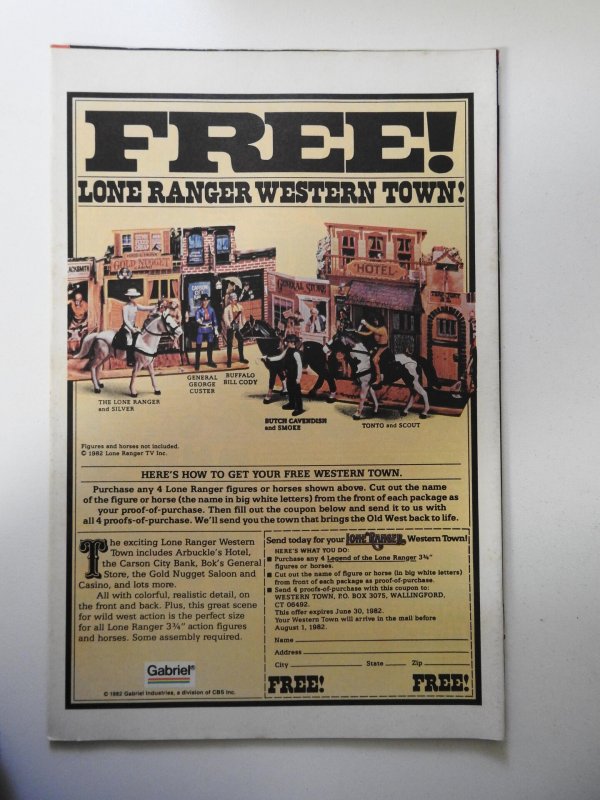 FREE!
LONE RANGER WESTERN TOWN!
GOLD NUGGET
HOTEL
GENERAL STORE
THE LONE RANGER
and SILVER
GENERAL
GEORGE
CUSTER
BUFFALO
BILL CODY
BUTCH CAVENDISH
and SMOKE
TONTO and SCOUT
Figures and horses not included.
© 1982 Lone Ranger TV Inc.
HERE'S HOW TO GET YOUR FREE WESTERN TOWN.
Purchase any 4 Lone Ranger figures or horses shown above. Cut out the name
of the figure or horse (the name in big white letters) from the front of each package as
your proof-of-purchase. Then fill out the coupon below and send it to us with
all 4 proofs-of-purchase. We'll send you the town that brings the Old West back to life.
The exciting Lone Ranger Western
Town includes Arbuckle's Hotel,
the Carson City Bank, Bok's General
Store, the Gold Nugget Saloon and
Casino, and lots more.
All with colorful, realistic detail, on
the front and back. Plus, this great scene
for wild west action is the perfect size
for all Lone Ranger 3¾" action figures
and horses. Some assembly required.
Gabriel®
© 1982 Gabriel Industries, a division of CBS Inc.
Send today for your LONE RANGER Western Town!
HERE'S WHAT YOU DO:
■ Purchase any 4 Legend of the Lone Ranger 3¾"
figures or horses.
■ Cut out the name of figure or horse (in big white letters)
from front of each package as proof-of-purchase.
■ Send 4 proofs-of-purchase with this coupon to:
WESTERN TOWN, P.O. BOX 3075, WALLINGFORD,
CT 06492.
This offer expires June 30, 1982.
Your Western Town will arrive in the mail before
August 1, 1982.
Name
Address
City State Zip
FREE! FREE!